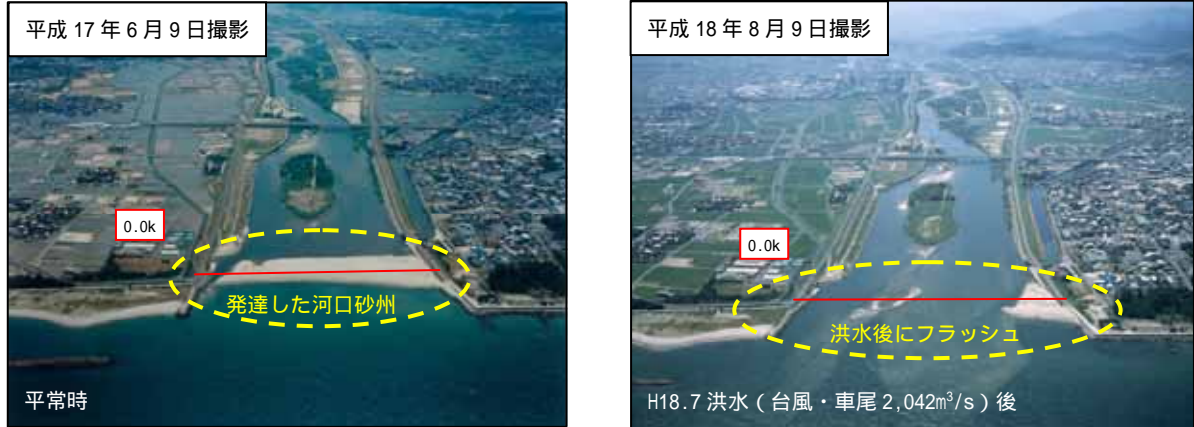 平成 17 年 6 月 9 日撮影
0.0k
発達した河口砂州
平常時
平成 18 年 8 月 9 日撮影
0.0k
洪水後にフラッシュ
H18.7 洪水（台風・車尾 2,042m³/s）後